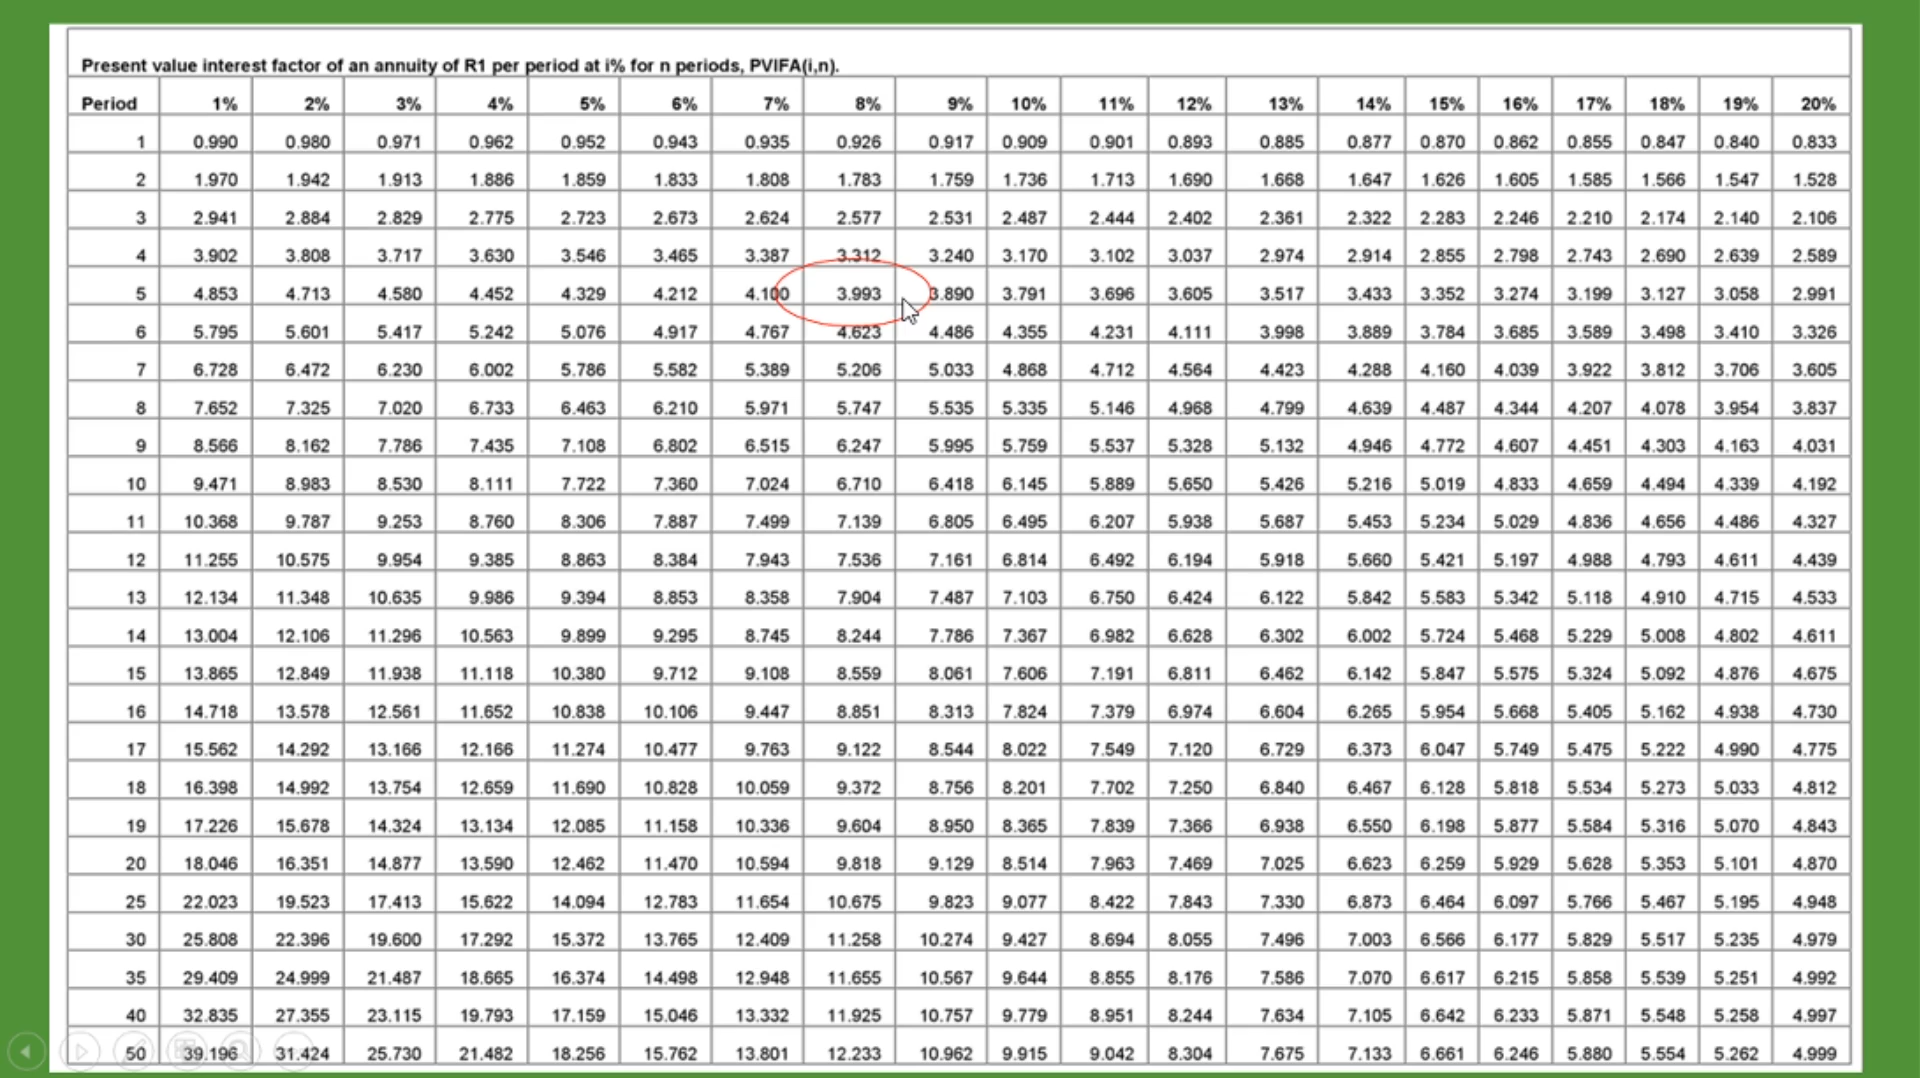 Present value interest factor of an annuity of R1 per period at i% for n periods, PVIFA(i,n).
Period 1% 2% 3% 4% 5% 6% 7% 8% 9% 10% 11% 12% 13% 14% 15% 16% 17% 18% 19% 20%
1 0.990 0.980 0.971 0.962 0.952 0.943 0.935 0.926 0.917 0.909 0.901 0.893 0.885 0.877 0.870 0.862 0.855 0.847 0.840 0.833
2 1.970 1.942 1.913 1.886 1.859 1.833 1.808 1.783 1.759 1.736 1.713 1.690 1.668 1.647 1.626 1.605 1.585 1.566 1.547 1.528
3 2.941 2.884 2.829 2.775 2.723 2.673 2.624 2.577 2.531 2.487 2.444 2.402 2.361 2.322 2.283 2.246 2.210 2.174 2.140 2.106
4 3.902 3.808 3.717 3.630 3.546 3.465 3.387 3.312 3.240 3.170 3.102 3.037 2.974 2.914 2.855 2.798 2.743 2.690 2.639 2.589
5 4.853 4.713 4.580 4.452 4.329 4.212 4.100 3.993 3.890 3.791 3.696 3.605 3.517 3.433 3.352 3.274 3.199 3.127 3.058 2.991
6 5.795 5.601 5.417 5.242 5.076 4.917 4.767 4.623 4.486 4.355 4.231 4.111 3.998 3.889 3.784 3.685 3.589 3.498 3.410 3.326
7 6.728 6.472 6.230 6.002 5.786 5.582 5.389 5.206 5.033 4.868 4.712 4.564 4.423 4.288 4.160 4.039 3.922 3.812 3.706 3.605
8 7.652 7.325 7.020 6.733 6.463 6.210 5.971 5.747 5.535 5.335 5.146 4.968 4.799 4.639 4.487 4.344 4.207 4.078 3.954 3.837
9 8.566 8.162 7.786 7.435 7.108 6.802 6.515 6.247 5.995 5.759 5.537 5.328 5.132 4.946 4.772 4.607 4.451 4.303 4.163 4.031
10 9.471 8.983 8.530 8.111 7.722 7.360 7.024 6.710 6.418 6.145 5.889 5.650 5.426 5.216 5.019 4.833 4.659 4.494 4.339 4.192
11 10.368 9.787 9.253 8.760 8.306 7.887 7.499 7.139 6.805 6.495 6.207 5.938 5.687 5.453 5.234 5.029 4.836 4.656 4.486 4.327
12 11.255 10.575 9.954 9.385 8.863 8.384 7.943 7.536 7.161 6.814 6.492 6.194 5.918 5.660 5.421 5.197 4.988 4.793 4.611 4.439
13 12.134 11.348 10.635 9.986 9.394 8.853 8.358 7.904 7.487 7.103 6.750 6.424 6.122 5.842 5.583 5.342 5.118 4.910 4.715 4.533
14 13.004 12.106 11.296 10.563 9.899 9.295 8.745 8.244 7.786 7.367 6.982 6.628 6.302 6.002 5.724 5.468 5.229 5.008 4.802 4.611
15 13.865 12.849 11.938 11.118 10.380 9.712 9.108 8.559 8.061 7.606 7.191 6.811 6.462 6.142 5.847 5.575 5.324 5.092 4.876 4.675
16 14.718 13.578 12.561 11.652 10.838 10.106 9.447 8.851 8.313 7.824 7.379 6.974 6.604 6.265 5.954 5.668 5.405 5.162 4.938 4.730
17 15.562 14.292 13.166 12.166 11.274 10.477 9.763 9.122 8.544 8.022 7.549 7.120 6.729 6.373 6.047 5.749 5.475 5.222 4.990 4.775
18 16.398 14.992 13.754 12.659 11.690 10.828 10.059 9.372 8.756 8.201 7.702 7.250 6.840 6.467 6.128 5.818 5.534 5.273 5.033 4.812
19 17.226 15.678 14.324 13.134 12.085 11.158 10.336 9.604 8.950 8.365 7.839 7.366 6.938 6.550 6.198 5.877 5.584 5.316 5.070 4.843
20 18.046 16.351 14.877 13.590 12.462 11.470 10.594 9.818 9.129 8.514 7.963 7.469 7.025 6.623 6.259 5.929 5.628 5.353 5.101 4.870
25 22.023 19.523 17.413 15.622 14.094 12.783 11.654 10.675 9.823 9.077 8.422 7.843 7.330 6.873 6.464 6.097 5.766 5.467 5.195 4.948
30 25.808 22.396 19.600 17.292 15.372 13.765 12.409 11.258 10.274 9.427 8.694 8.055 7.496 7.003 6.566 6.177 5.829 5.517 5.235 4.979
35 29.409 24.999 21.487 18.665 16.374 14.498 12.948 11.655 10.567 9.644 8.855 8.176 7.586 7.070 6.617 6.215 5.858 5.539 5.251 4.992
40 32.835 27.355 23.115 19.793 17.159 15.046 13.332 11.925 10.757 9.779 8.951 8.244 7.634 7.105 6.642 6.233 5.871 5.548 5.258 4.997
50 39.196 31.424 25.730 21.482 18.256 15.762 13.801 12.233 10.962 9.915 9.042 8.304 7.675 7.133 6.661 6.246 5.880 5.554 5.262 4.999